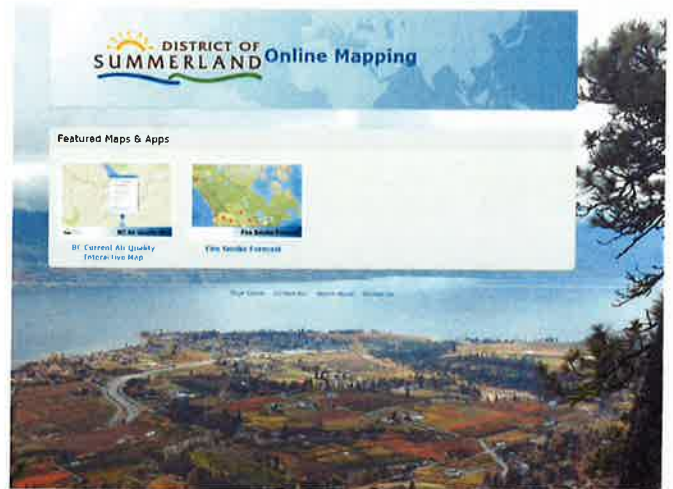 DISTRICT OF
SUMMERLAND
Online Mapping
Featured Maps & Apps
BC Current Air Quality
Interactive Map
Fire Smoke Forecast